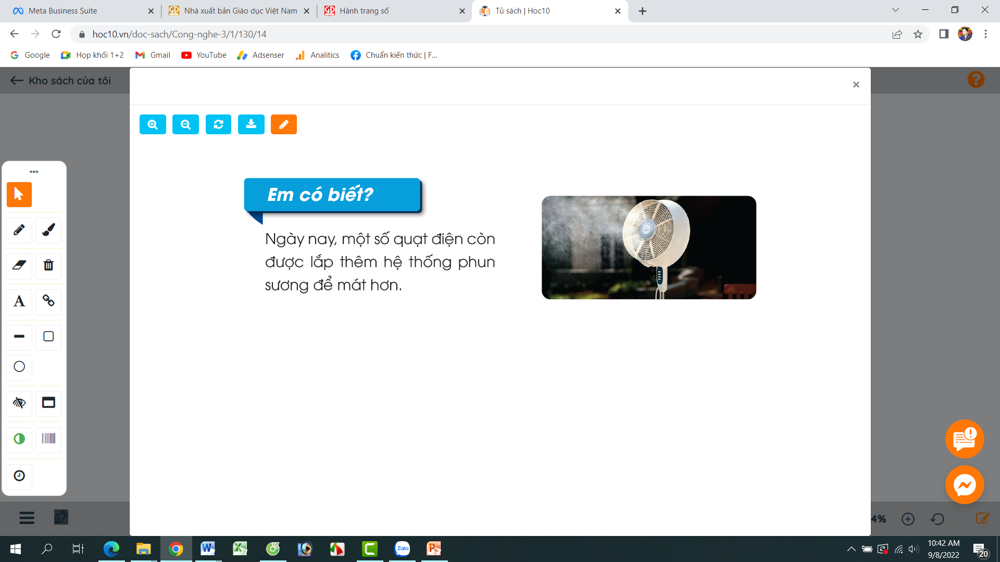 Meta Business Suite
Nhà xuất bản Giáo dục Việt Nam
Hành trang số
Tủ sách | Hoc10
hoc10.vn/doc-sach/Cong-nghe-3/1/130/14
Google
Họp khối 1+2
Gmail
YouTube
Adsenser
Analitics
Chuẩn kiến thức | F...
Kho sách của tôi
Em có biết?
Ngày nay, một số quạt điện còn
được lắp thêm hệ thống phun
sương để mát hơn.
4%
Zalo
10:42 AM
9/8/2022
20